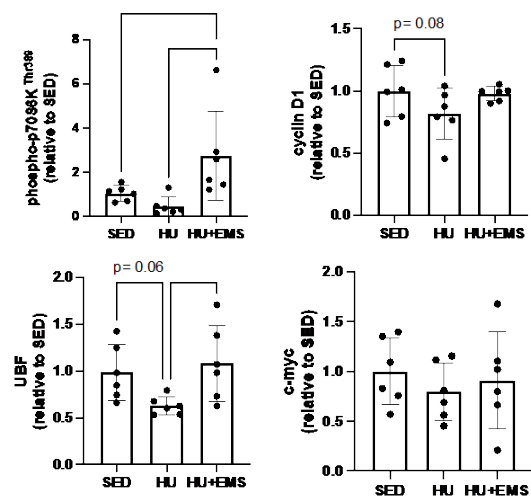 phospho-p70S6K Thr389
(relative to SED)
8
6
4
2
0
SED HU HU+EMS
p= 0.08
cyclin D1
(relative to SED)
1.5
1.0
0.5
0.0
SED HU HU+EMS
p= 0.06
UBF
(relative to SED)
2.0
1.5
1.0
0.5
0.0
SED HU HU+EMS
c-myc
(relative to SED)
2.0
1.5
1.0
0.5
0.0
SED HU HU+EMS